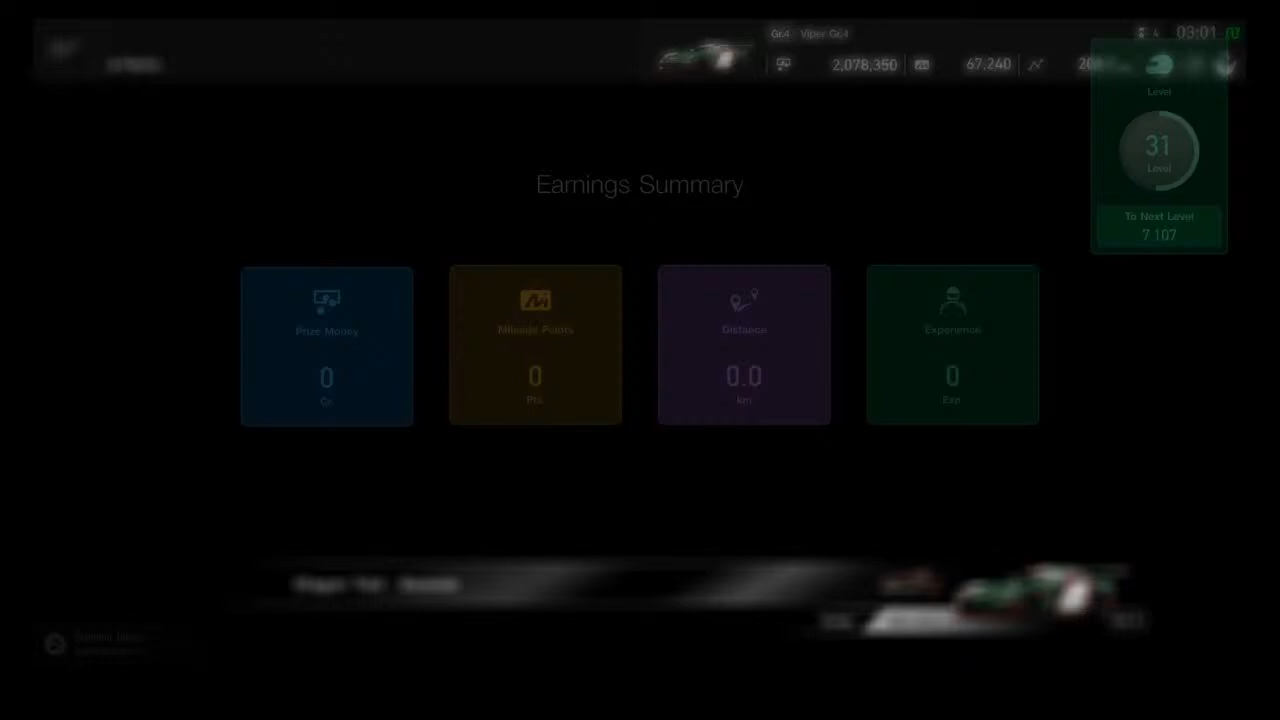 Gr.4 Viper Gr.4
4 03:01
2,078,350 67.240
Level
31
Level
To Next Level
7 107
Earnings Summary
Prize Money
0
Cr.
Mileage Points
0
Pts.
Distance
0.0
km
Experience
0
Exp.